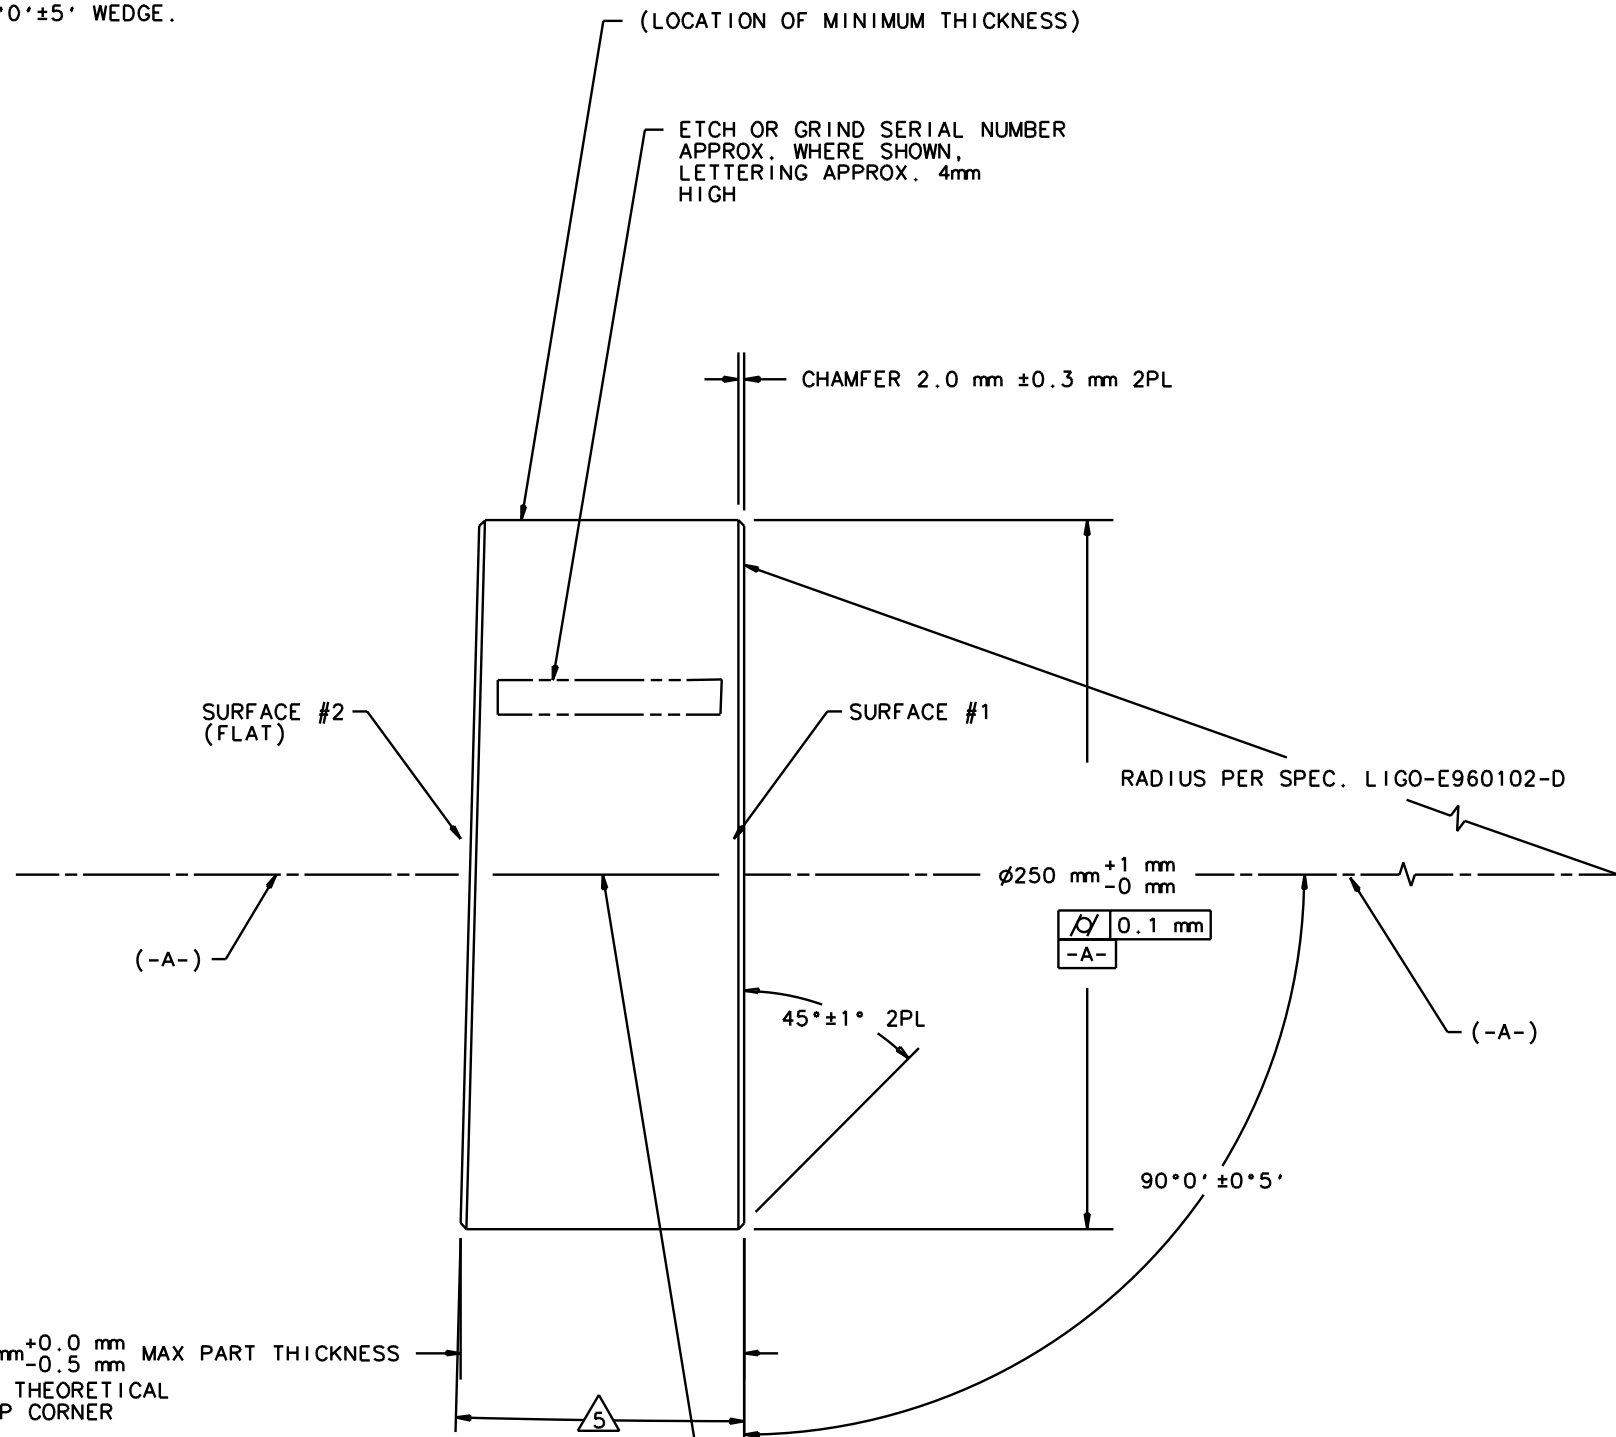 °0'±5' WEDGE.
(LOCATION OF MINIMUM THICKNESS)
ETCH OR GRIND SERIAL NUMBER
APPROX. WHERE SHOWN,
LETTERING APPROX. 4mm
HIGH
CHAMFER 2.0 mm ±0.3 mm 2PL
SURFACE #2
(FLAT)
SURFACE #1
RADIUS PER SPEC. LIGO-E960102-D
Ø250 mm +1 mm
-0 mm
⌭ 0.1 mm
-A-
(-A-)
45°±1° 2PL
(-A-)
90°0'±0°5'
mm +0.0 mm
-0.5 mm MAX PART THICKNESS
THEORETICAL
P CORNER
5